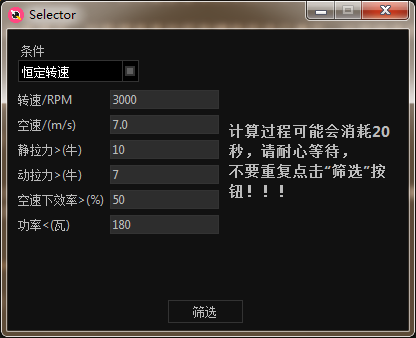 Selector
条件
恒定转速
转速/RPM 3000
空速/(m/s) 7.0
静拉力>(牛) 10
动拉力>(牛) 7
空速下效率>(%) 50
功率<(瓦) 180
计算过程可能会消耗20
秒，请耐心等待，
不要重复点击“筛选”按
钮！！！
筛选